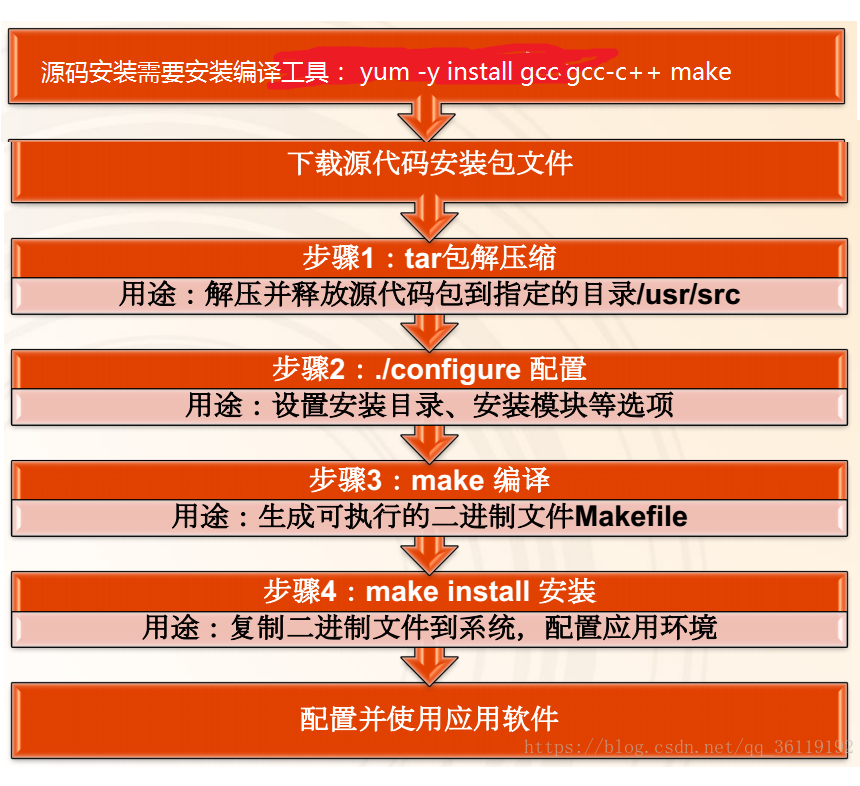 源码安装需要安装编译工具： yum -y install gcc gcc-c++ make
下载源代码安装包文件
步骤1：tar包解压缩
用途：解压并释放源代码包到指定的目录/usr/src
步骤2：./configure 配置
用途：设置安装目录、安装模块等选项
步骤3：make 编译
用途：生成可执行的二进制文件Makefile
步骤4：make install 安装
用途：复制二进制文件到系统，配置应用环境
配置并使用应用软件
https://blog.csdn.net/qq_36119192